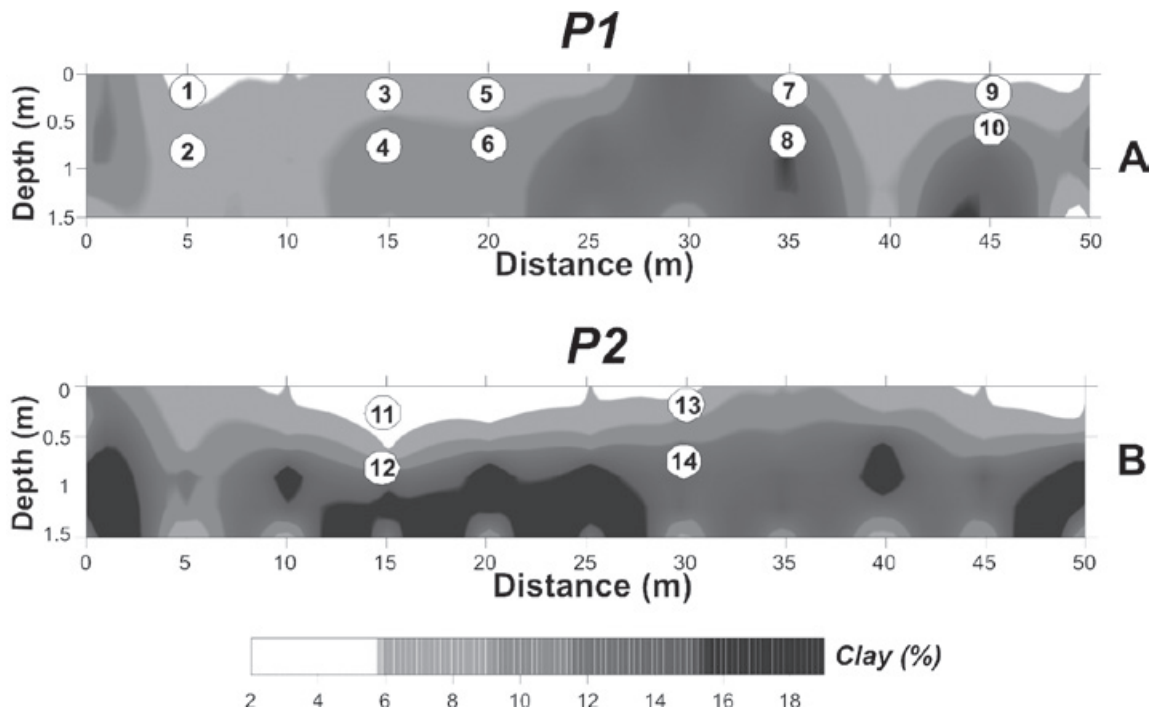 P1
0 0.5 1 1.5
Depth (m)
1 3 5 7 9
2 4 6 8 10
A
0 5 10 15 20 25 30 35 40 45 50
Distance (m)
P2
0 0.5 1 1.5
Depth (m)
11 13
12 14
B
0 5 10 15 20 25 30 35 40 45 50
Distance (m)
Clay (%)
2 4 6 8 10 12 14 16 18